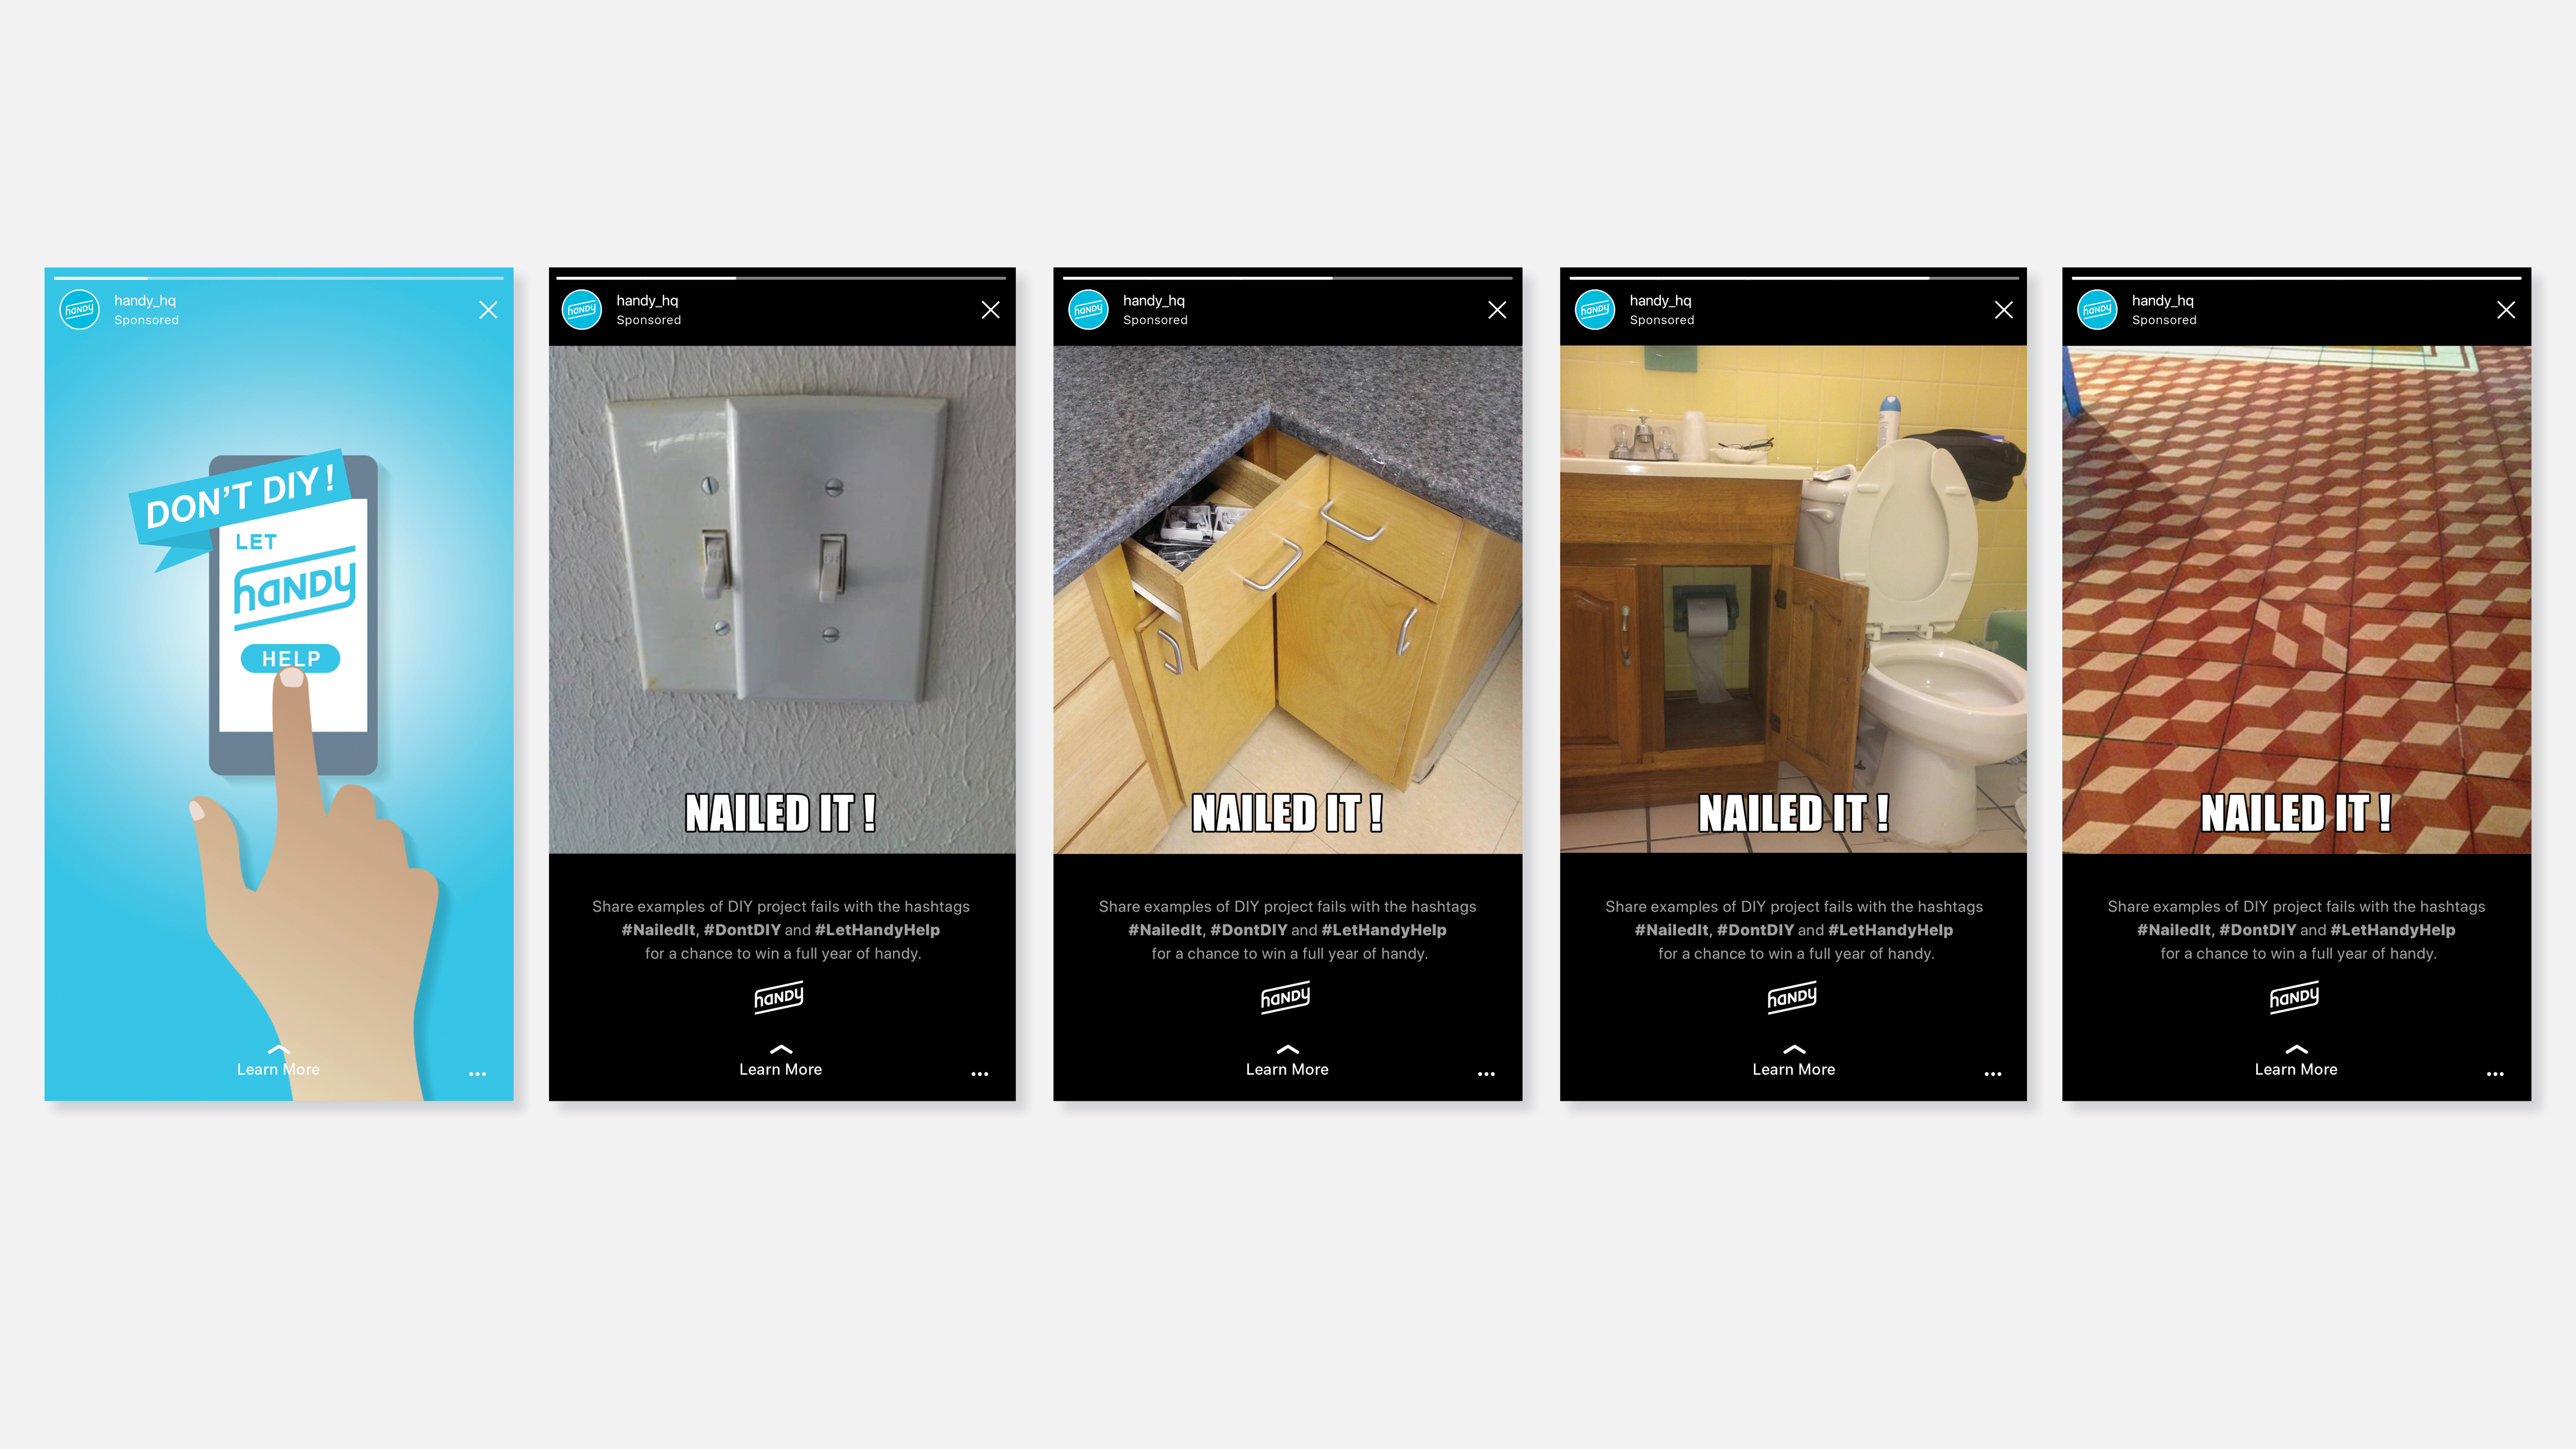 handy_hq
Sponsored
DON'T DIY !
LET
handy
HELP
Learn More
handy
handy_hq
Sponsored
NAILED IT !
Share examples of DIY project fails with the hashtags
#NailedIt, #DontDIY and #LetHandyHelp
for a chance to win a full year of handy.
handy
Learn More
handy
handy_hq
Sponsored
NAILED IT !
Share examples of DIY project fails with the hashtags
#NailedIt, #DontDIY and #LetHandyHelp
for a chance to win a full year of handy.
handy
Learn More
handy
handy_hq
Sponsored
NAILED IT !
Share examples of DIY project fails with the hashtags
#NailedIt, #DontDIY and #LetHandyHelp
for a chance to win a full year of handy.
handy
Learn More
handy
handy_hq
Sponsored
NAILED IT !
Share examples of DIY project fails with the hashtags
#NailedIt, #DontDIY and #LetHandyHelp
for a chance to win a full year of handy.
handy
Learn More
handy